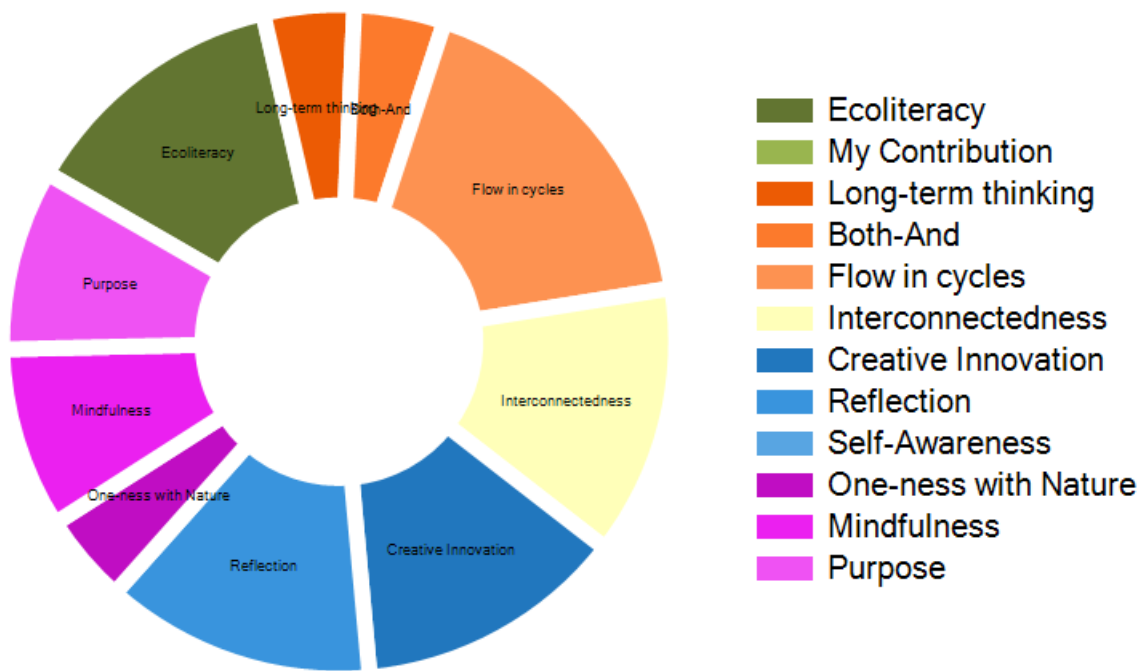 Long-term thinking
Both-And
Ecoliteracy
Flow in cycles
Purpose
Interconnectedness
Mindfulness
One-ness with Nature
Creative Innovation
Reflection
Ecoliteracy
My Contribution
Long-term thinking
Both-And
Flow in cycles
Interconnectedness
Creative Innovation
Reflection
Self-Awareness
One-ness with Nature
Mindfulness
Purpose